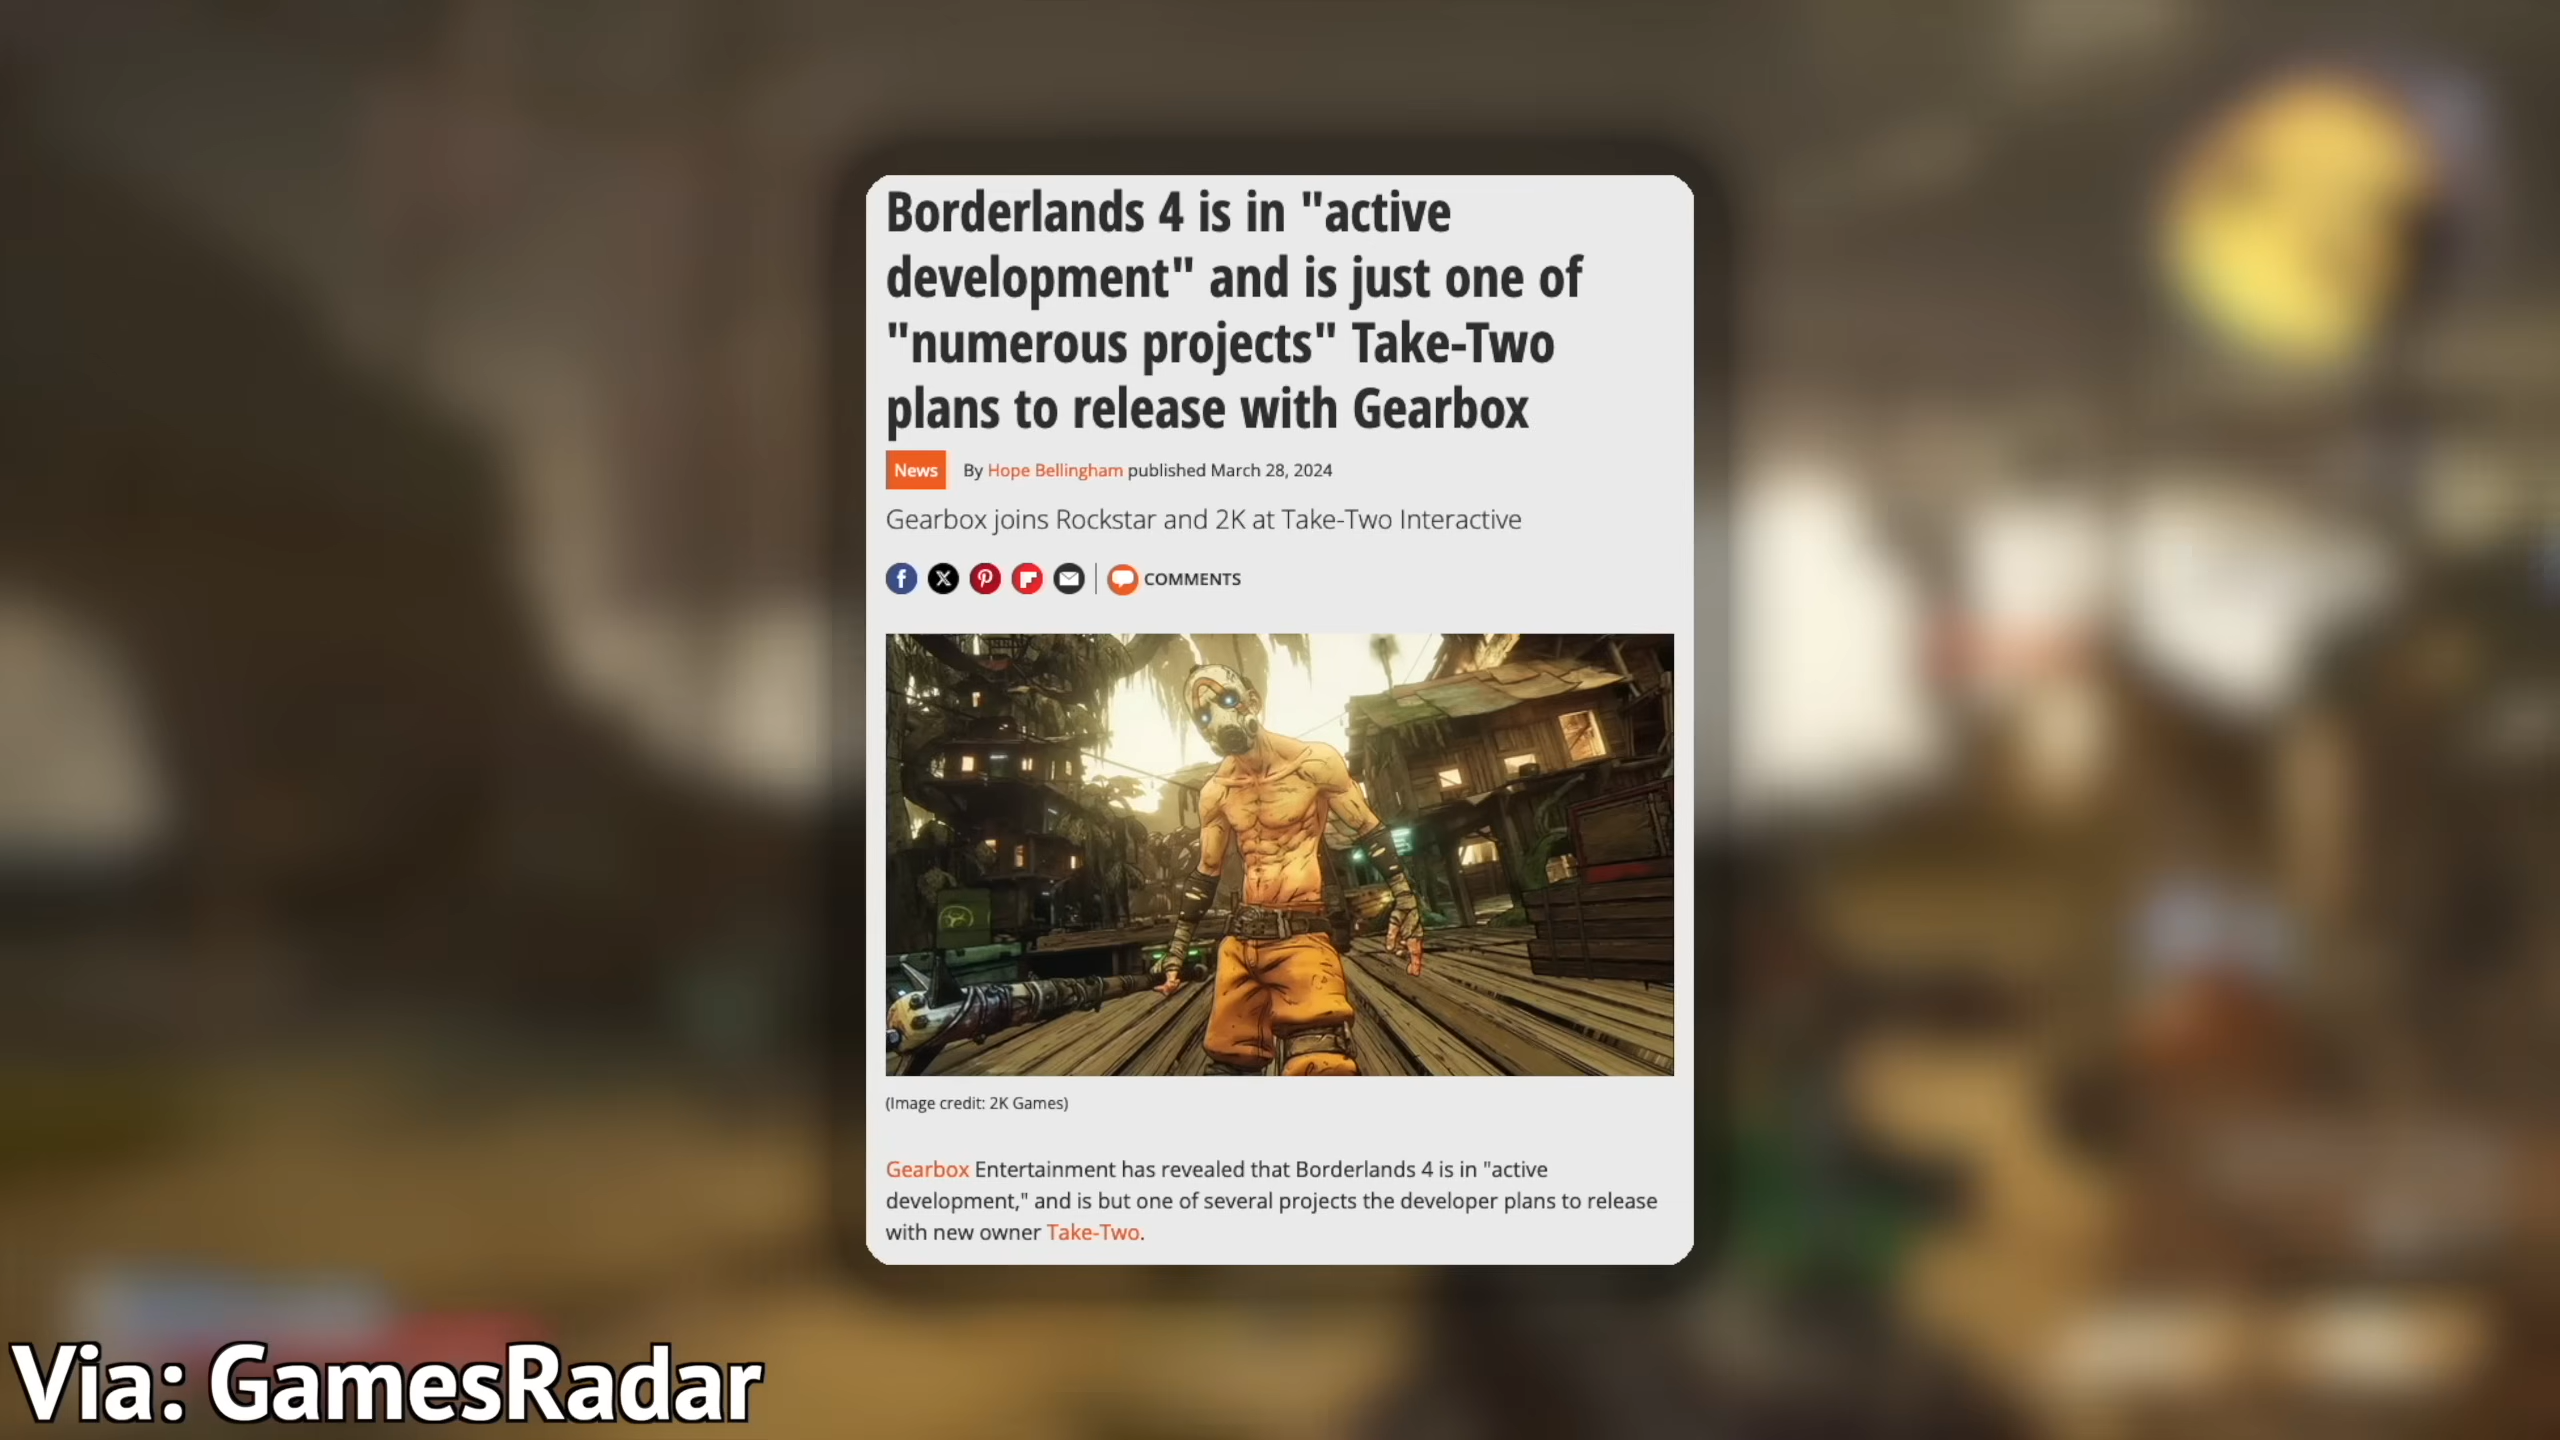 Borderlands 4 is in "active
development" and is just one of
"numerous projects" Take-Two
plans to release with Gearbox
News By Hope Bellingham published March 28, 2024
Gearbox joins Rockstar and 2K at Take-Two Interactive
COMMENTS
(Image credit: 2K Games)
Gearbox Entertainment has revealed that Borderlands 4 is in "active
development," and is but one of several projects the developer plans to release
with new owner Take-Two.
Via: GamesRadar